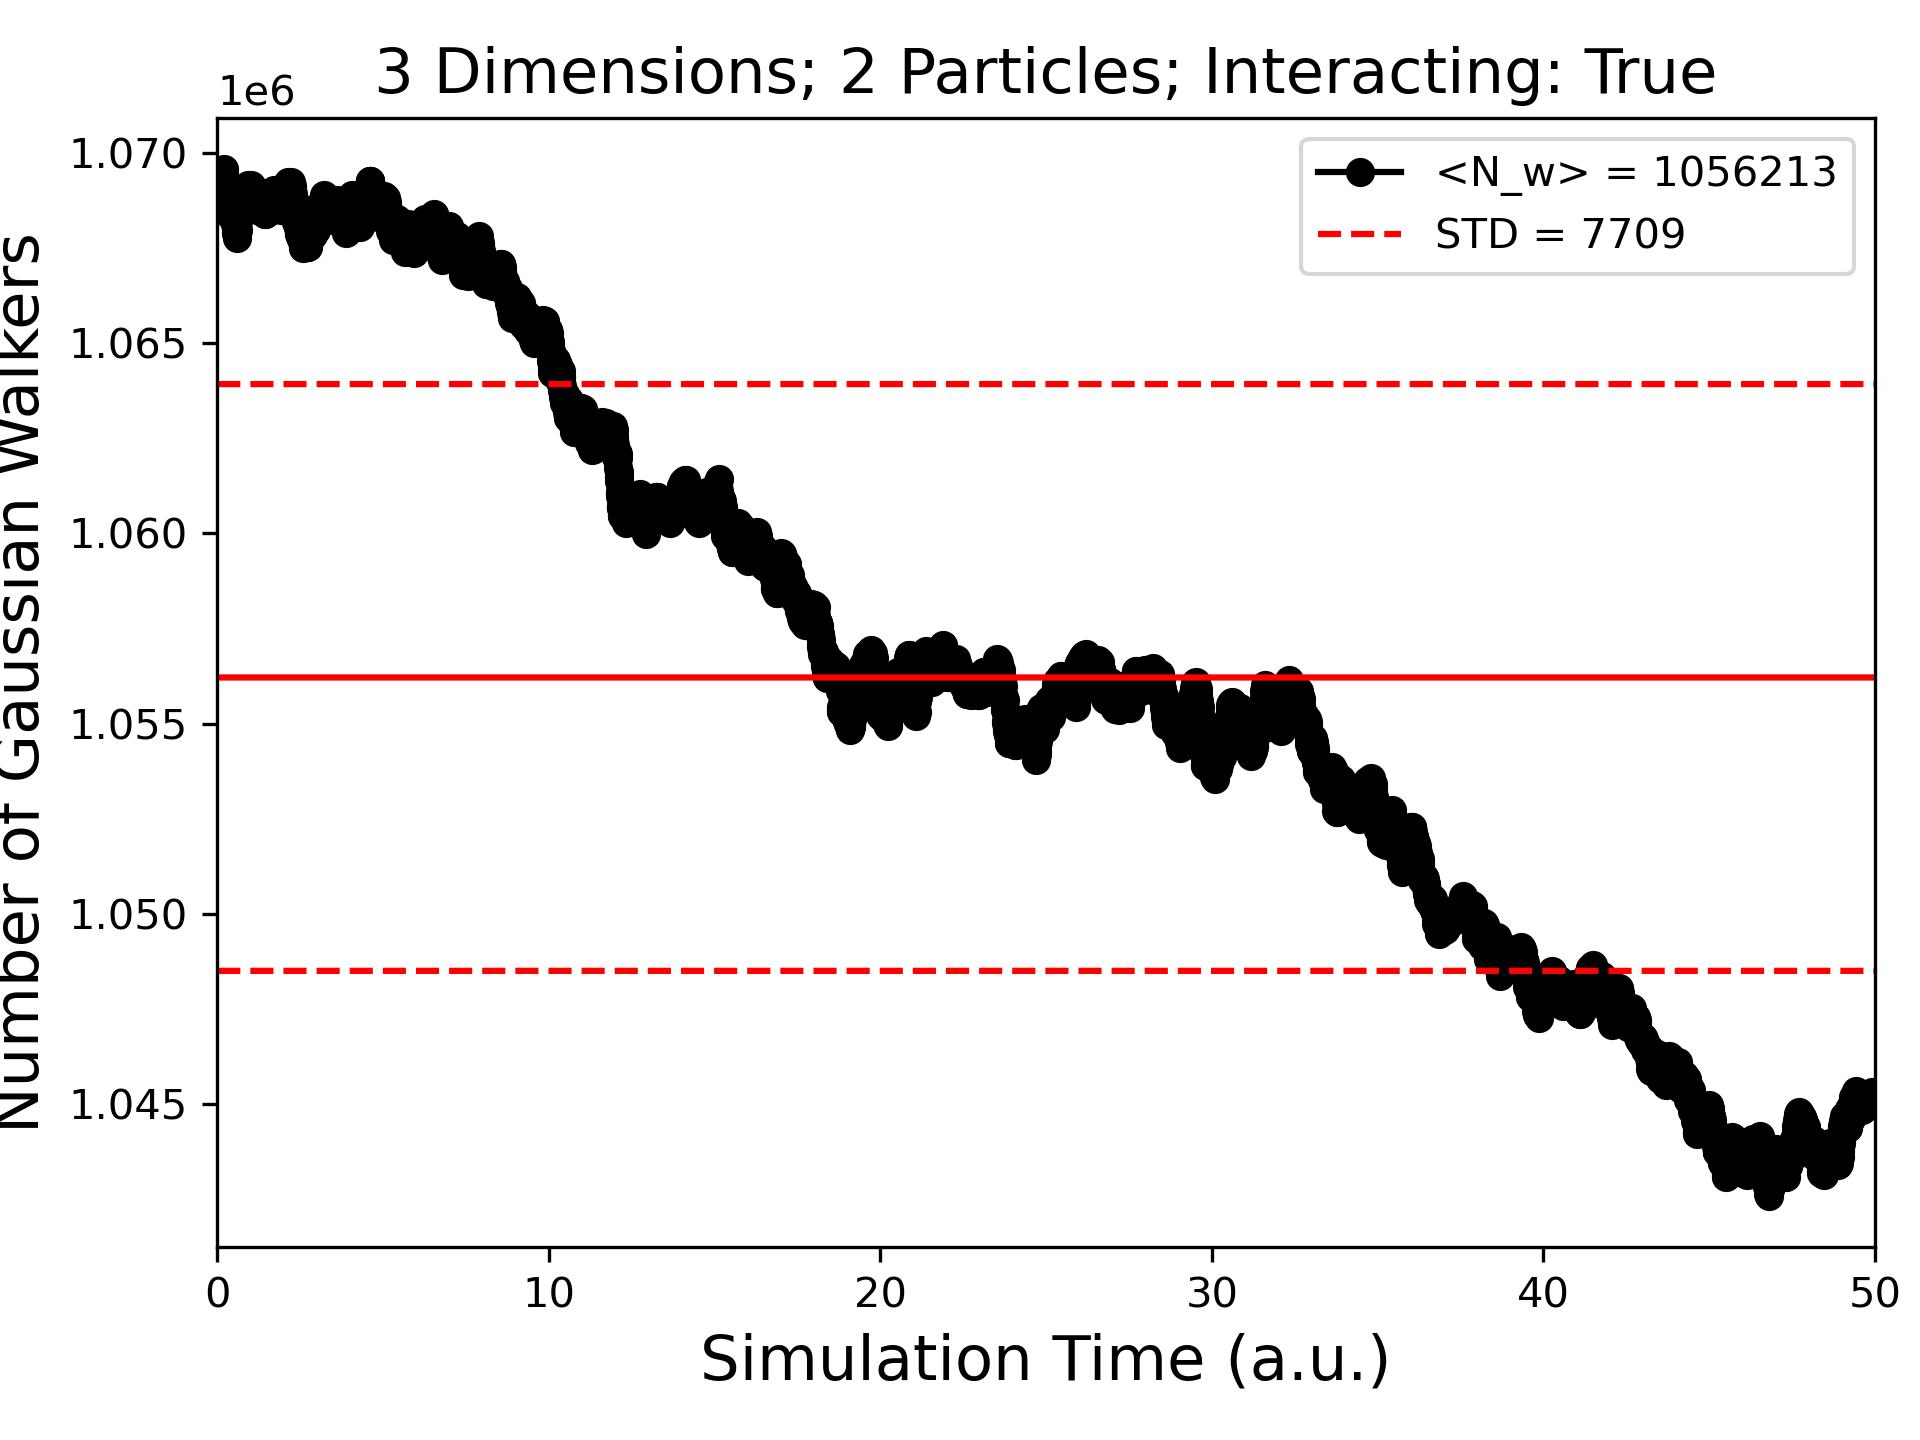 3 Dimensions; 2 Particles; Interacting: True
1e6
<N_w> = 1056213
STD = 7709
1.070
1.065
1.060
1.055
1.050
1.045
Number of Gaussian Walkers
0 10 20 30 40 50
Simulation Time (a.u.)